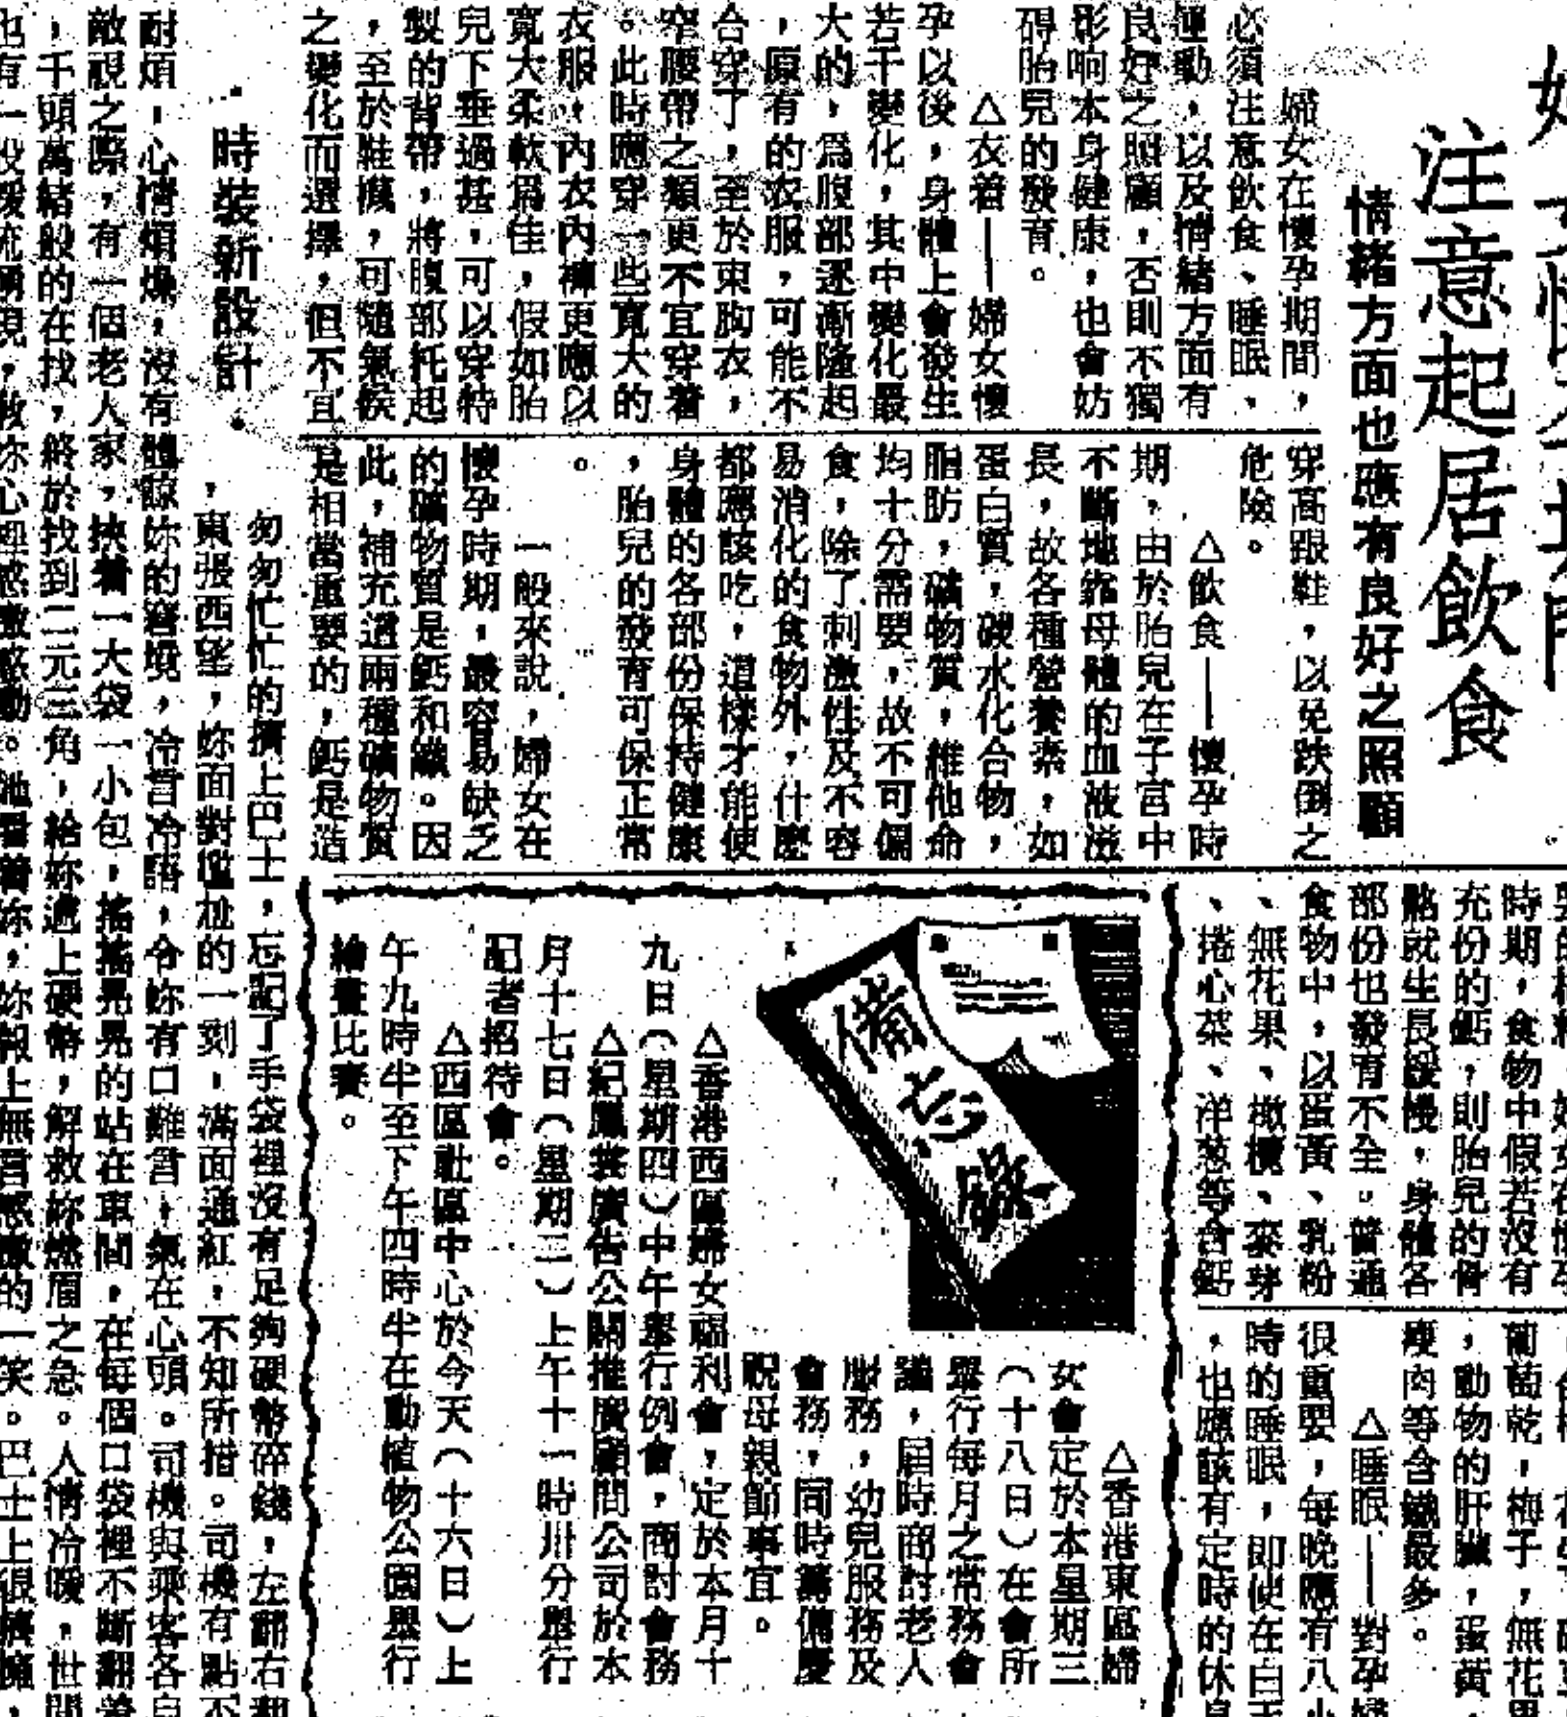 注意起居飲食
情緒方面也應有良好之照顧
婦女在懷孕期間，
必須注意飲食、睡眠、
運動，以及情緒方面有
良好之照顧，否則不獨
影响本身健康，也會妨
碍胎兒的發育。
△衣着——婦女懷
孕以後，身體上會發生
若干變化，其中變化最
大的，爲腹部逐漸隆起
，原有的衣服，可能不
合穿了，至於束胸衣，
窄腰帶之類更不宜穿着
。此時應穿一些寬大的
衣服，內衣內褲更應以
寬大柔軟爲佳，假如胎
兒下垂過甚，可以穿特
製的背帶，將腹部托起
，至於鞋襪，可隨氣候
之變化而選擇，但不宜
穿高跟鞋，以免跌倒之
危險。
△飲食——懷孕時
期，由於胎兒在子宮中
不斷地靠母體的血液滋
長，故各種營養素，如
蛋白質，碳水化合物，
脂肪，礦物質，維他命
均十分需要，故不可偏
食，除了刺激性及不容
易消化的食物外，什麽
都應該吃，這樣才能使
身體的各部份保持健康
，胎兒的發育可保正常
。
一般來說，婦女在
懷孕時期，最容易缺乏
的礦物質是鈣和鐵。因
此，補充這兩種礦物質
是相當重要的，鈣是造
時期，食物中假若沒有
充份的鈣，則胎兒的骨
骼就生長緩慢，身體各
部份也發育不全。普通
食物中，以蛋黃、乳粉
、無花果、橄欖、麥芽
、捲心菜、洋葱等含鈣
葡萄乾，梅子，無花果
，動物的肝臟，蛋黃，
瘦肉等含鐵最多。
△睡眠——對孕婦
很重要，每晚應有八小
時的睡眠，即使在白天
，也應該有定時的休息
備忘錄
△香港東區婦
女會定於本星期三
（十八日）在會所
舉行每月之常務會
議，屆時商討老人
服務，幼兒服務及
會務，同時籌備慶
祝母親節事宜。
△香港西區婦女福利會，定於本月十
九日（星期四）中午舉行例會，商討會務
△紀鳳裳廣告公關推廣顧問公司於本
月十七日（星期二）上午十一時卅分舉行
記者招待會。
△西區社區中心於今天（十六日）上
午九時半至下午四時半在動植物公園舉行
繪畫比賽。
·時裝新設計·
匆匆忙忙的擠上巴士，忘記了手袋裡沒有足夠硬幣碎錢，左翻右翻
，東張西望，妳面對尷尬的一刻，滿面通紅，不知所措。司機有點不
耐煩，心情煩燥，沒有體諒妳的窘境，冷言冷語，令妳有口難言，氣在心頭。司機與乘客各自
敵視之際，有一個老人家，挾着一大袋一小包，搖搖晃晃的站在車間，在每個口袋裡不斷翻
，千頭萬緒般的在找，終於找到二元三角，給妳遞上硬幣，解救妳燃眉之急。人情冷暖，世間